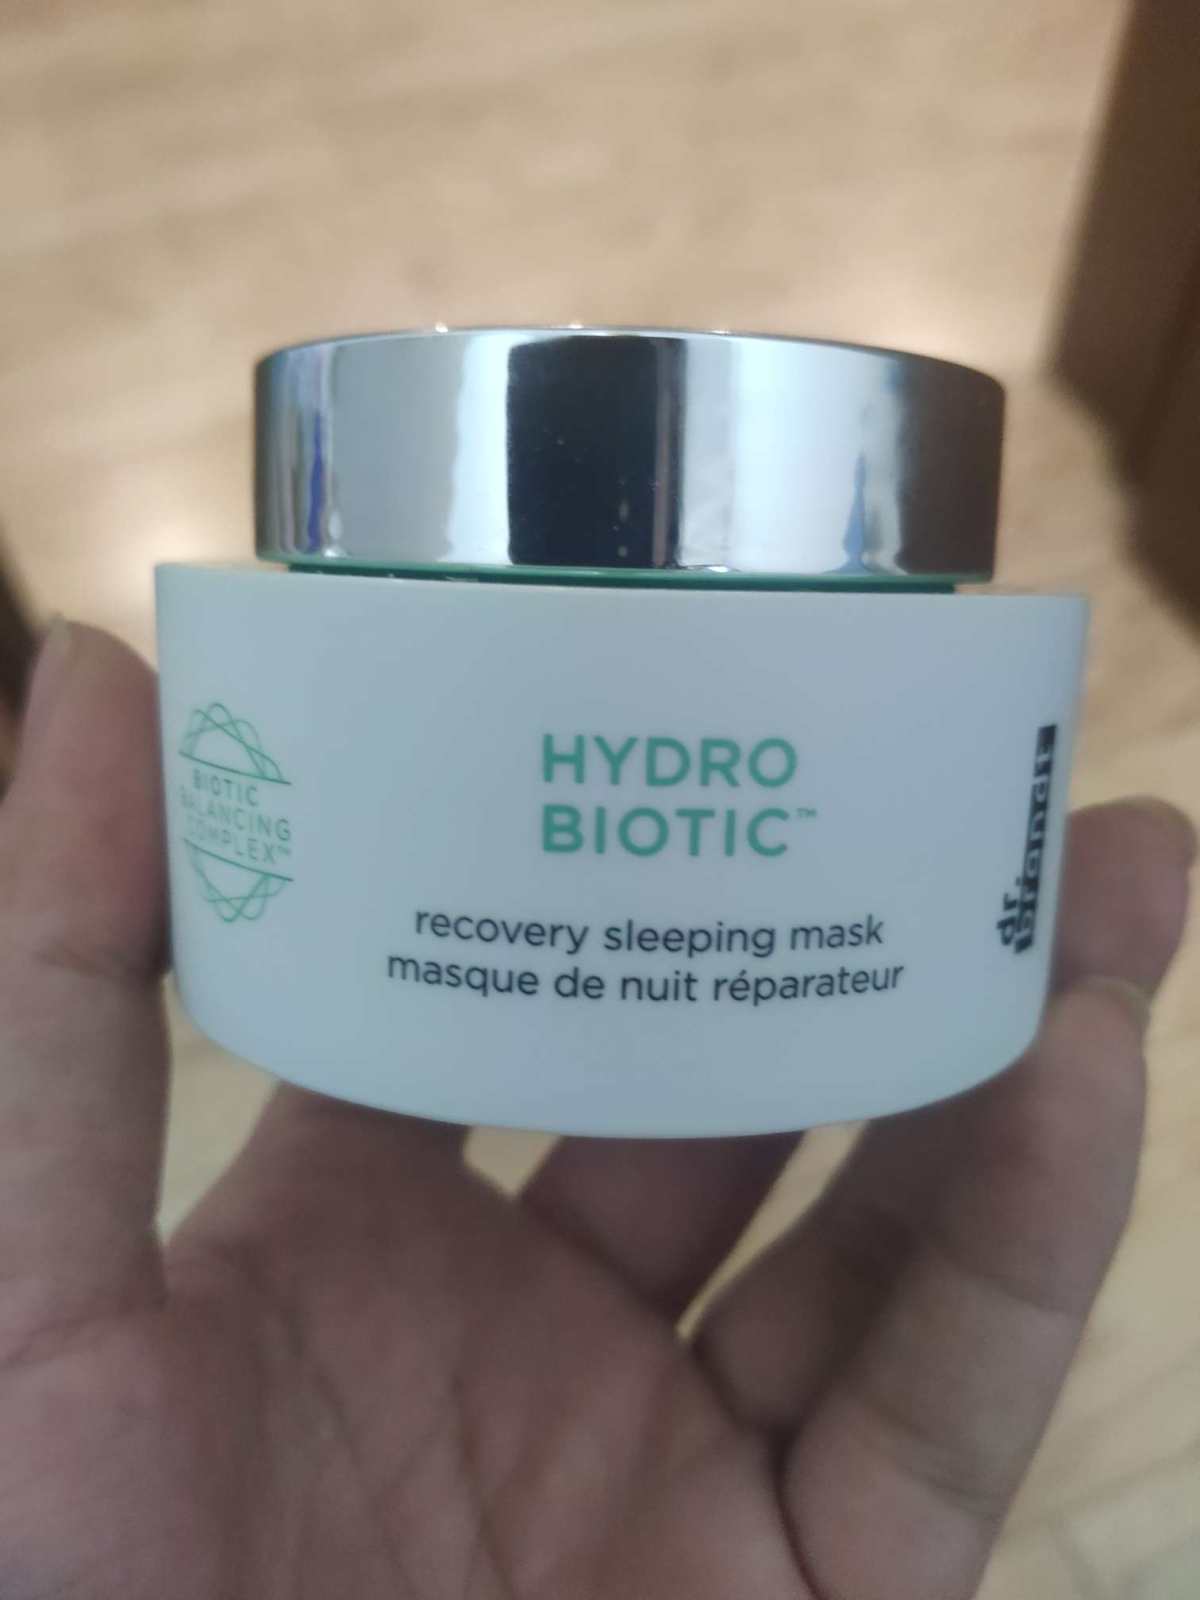 BIOTIC
BALANCING
COMPLEX™
HYDRO
BIOTIC™
recovery sleeping mask
masque de nuit réparateur
dr.
brandt